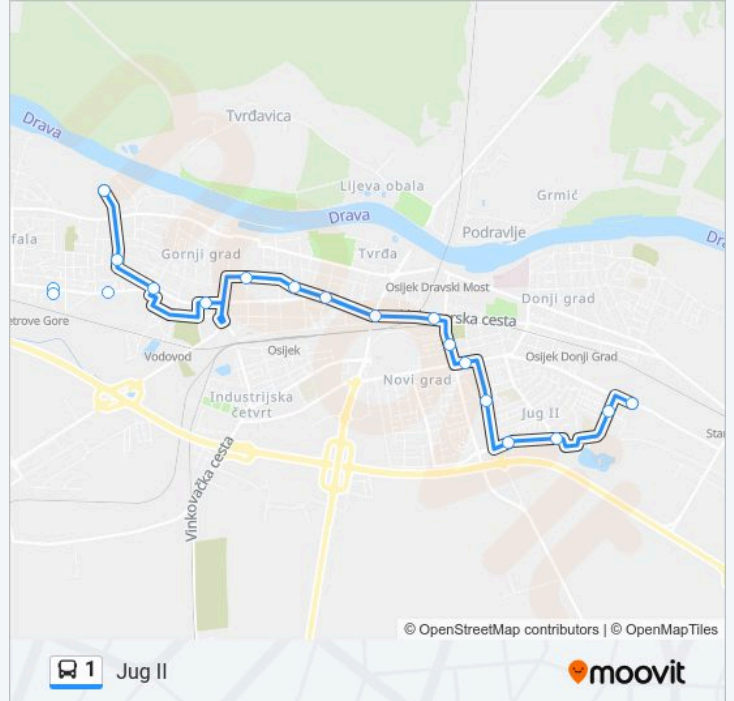 Tvrđavica
Drava
Lijeva obala
Grmić
Drava
Podravlje
fala
Gornji grad
Tvrđa
Dra
Osijek Dravski Most
Donji grad
etrove Gore
rska cesta
Vodovod
Osijek
Osijek Donji Grad
Novi grad
Industrijska
četvrt
Jug II
Star
Vinkovačka cesta
© OpenStreetMap contributors | © OpenMapTiles
1 Jug II
moovit